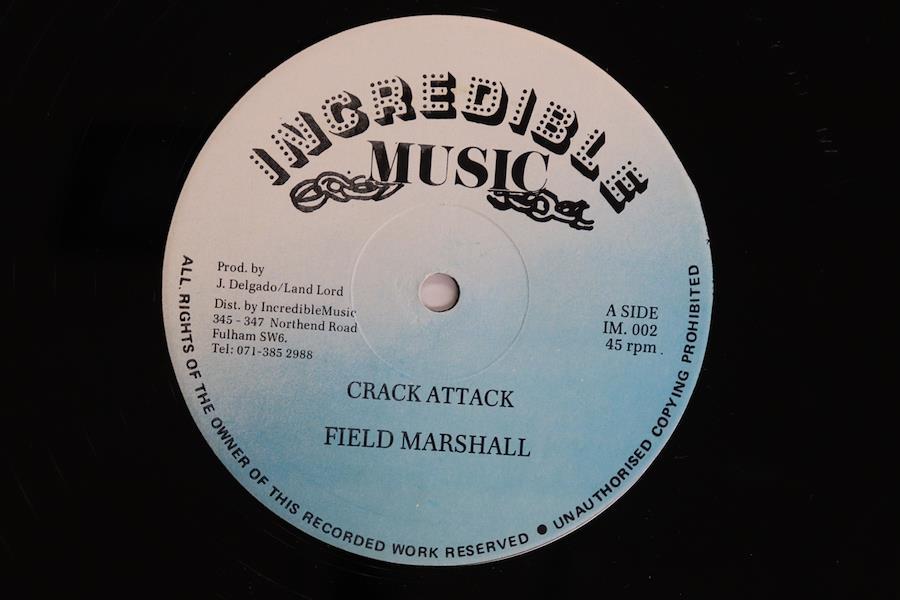 INCREDIBLE
MUSIC
Prod. by
J. Delgado/Land Lord
Dist. by IncredibleMusic
345 - 347 Northend Road
Fulham SW6.
Tel: 071-385 2988
A SIDE
IM. 002
45 rpm.
CRACK ATTACK
FIELD MARSHALL
ALL RIGHTS OF THE OWNER OF THIS RECORDED WORK RESERVED ● UNAUTHORISED COPYING PROHIBITED